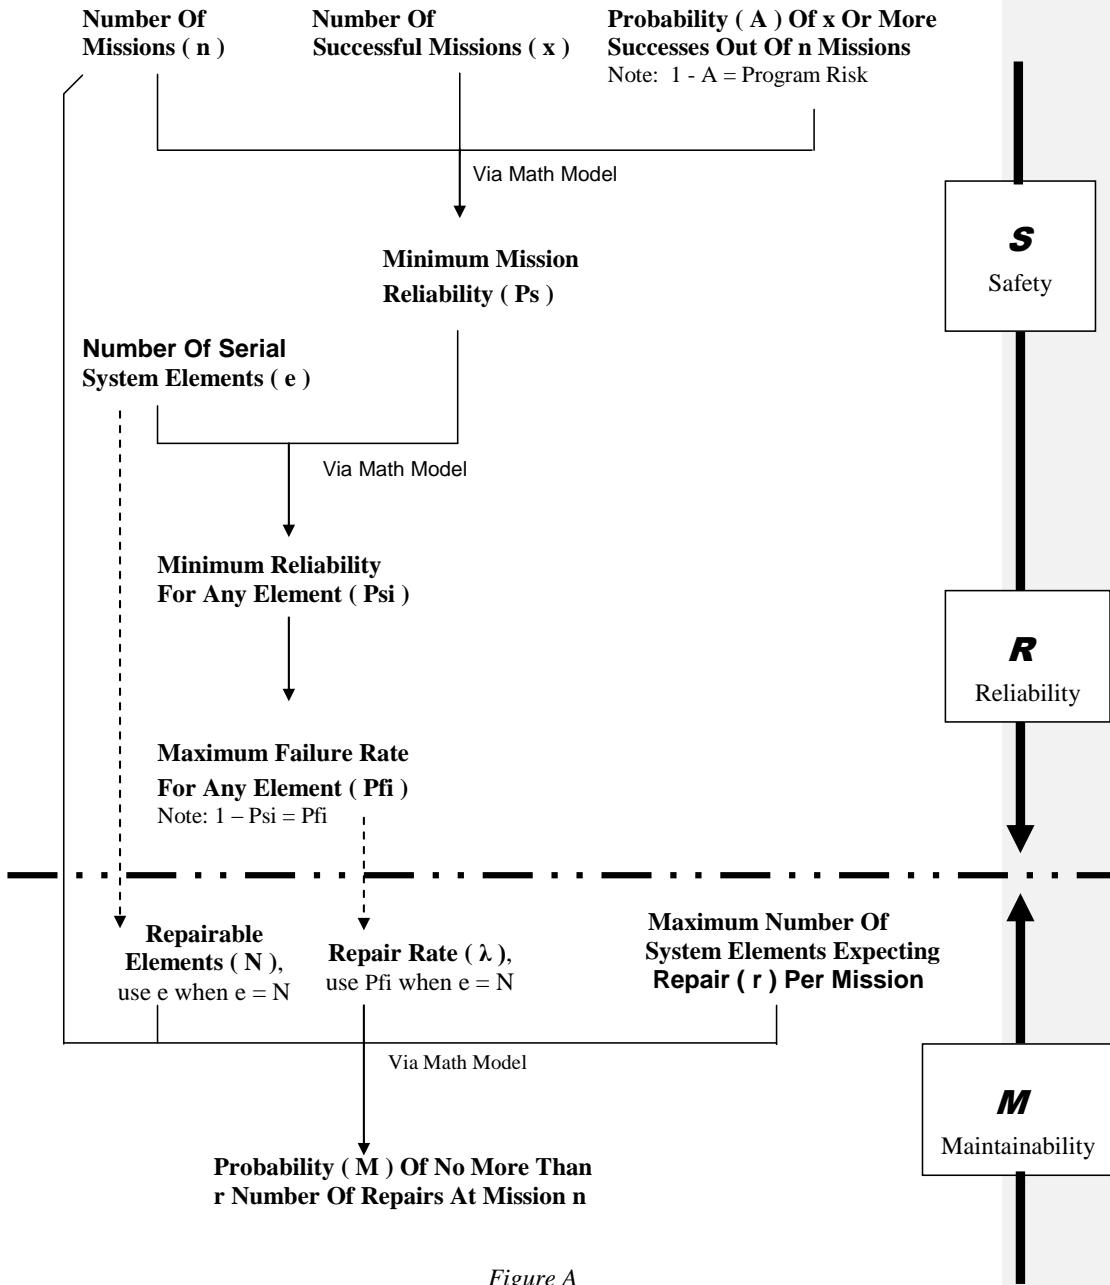 Number Of
Missions ( n )
Number Of
Successful Missions ( x )
Probability ( A ) Of x Or More
Successes Out Of n Missions
Note:  1 - A = Program Risk
Via Math Model
S
Safety
Minimum Mission
Reliability ( Ps )
Number Of Serial
System Elements ( e )
Via Math Model
Minimum Reliability
For Any Element ( Psi )
R
Reliability
Maximum Failure Rate
For Any Element ( Pfi )
Note: 1 – Psi = Pfi
Repairable
Elements ( N ),
use e when e = N
Repair Rate ( λ ),
use Pfi when e = N
Maximum Number Of
System Elements Expecting
Repair ( r ) Per Mission
Via Math Model
M
Maintainability
Probability ( M ) Of No More Than
r Number Of Repairs At Mission n
Figure A